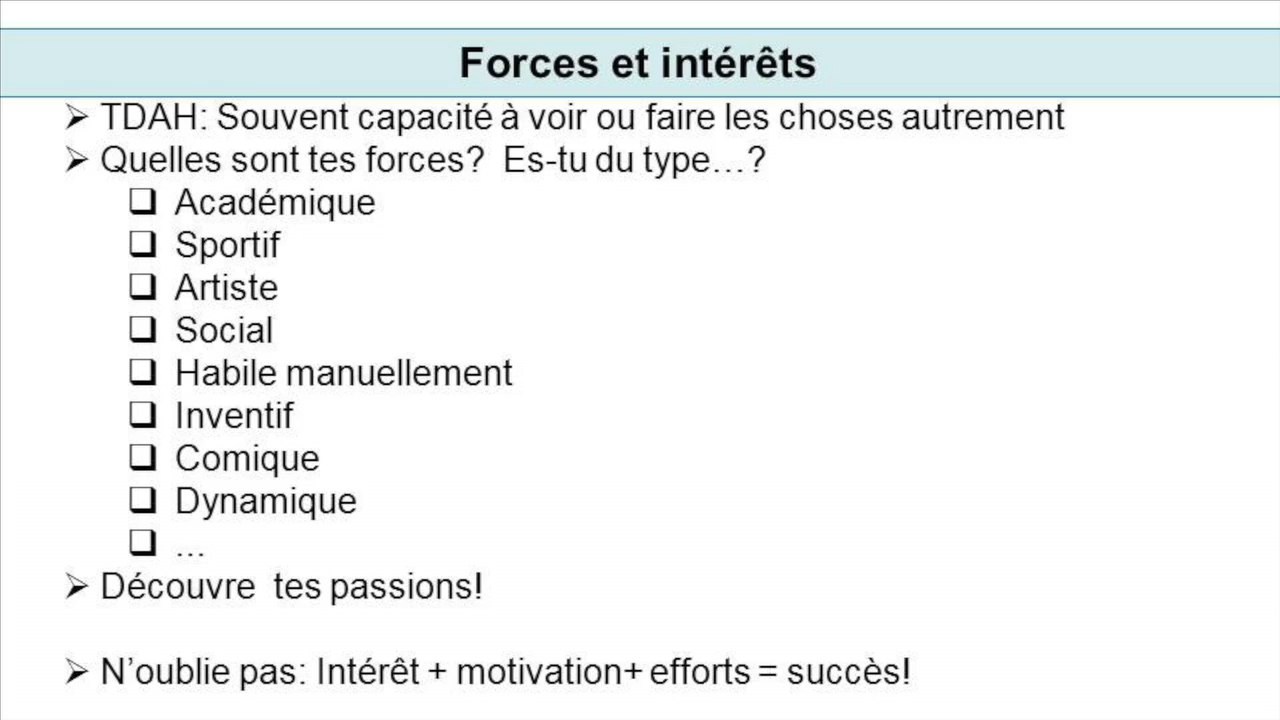 Forces et intérêts
➢ TDAH: Souvent capacité à voir ou faire les choses autrement
➢ Quelles sont tes forces?  Es-tu du type…?
❑ Académique
❑ Sportif
❑ Artiste
❑ Social
❑ Habile manuellement
❑ Inventif
❑ Comique
❑ Dynamique
❑ …
➢ Découvre  tes passions!
➢ N’oublie pas: Intérêt + motivation+ efforts = succès!